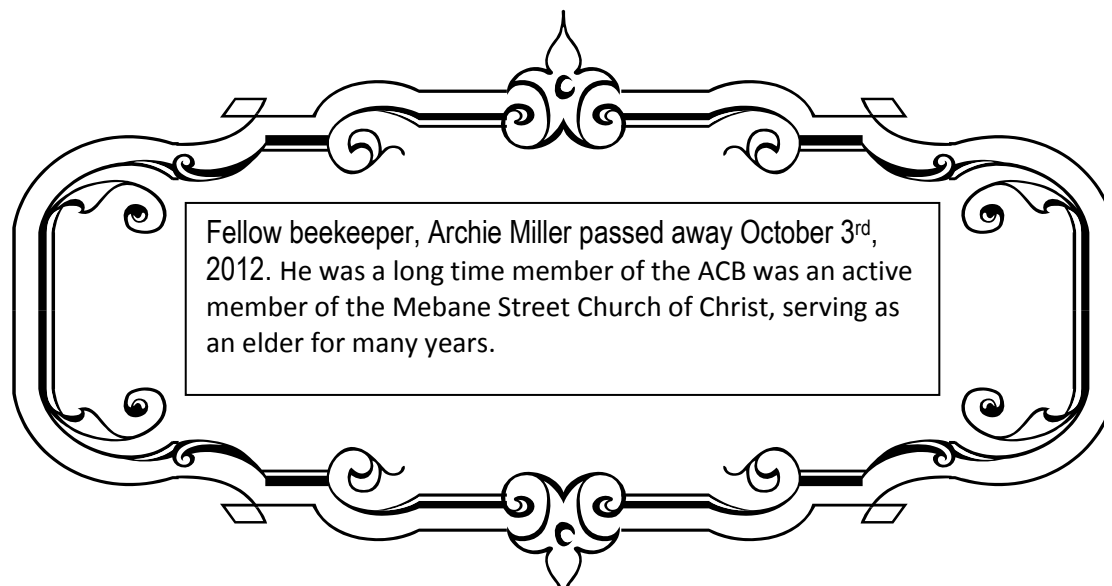 Fellow beekeeper, Archie Miller passed away October 3rd,
2012. He was a long time member of the ACB was an active
member of the Mebane Street Church of Christ, serving as
an elder for many years.